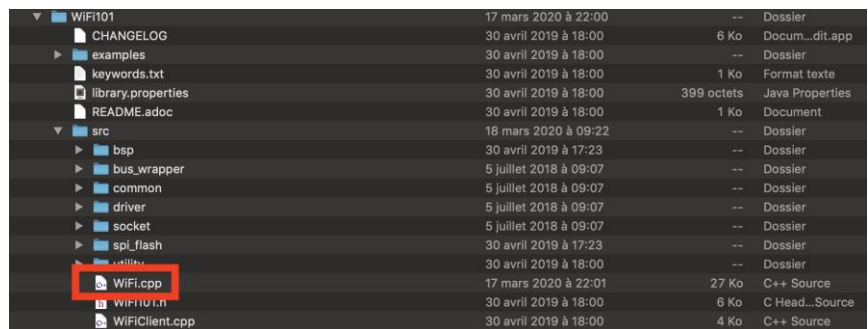 WiFi101 17 mars 2020 à 22:00 -- Dossier
CHANGELOG 30 avril 2019 à 18:00 6 Ko Docum...dit.app
examples 30 avril 2019 à 18:00 -- Dossier
keywords.txt 30 avril 2019 à 18:00 1 Ko Format texte
library.properties 30 avril 2019 à 18:00 399 octets Java Properties
README.adoc 30 avril 2019 à 18:00 1 Ko Document
src 18 mars 2020 à 09:22 -- Dossier
bsp 30 avril 2019 à 17:23 -- Dossier
bus_wrapper 5 juillet 2018 à 09:07 -- Dossier
common 5 juillet 2018 à 09:07 -- Dossier
driver 5 juillet 2018 à 09:07 -- Dossier
socket 5 juillet 2018 à 09:07 -- Dossier
spi_flash 30 avril 2019 à 17:23 -- Dossier
utility 30 avril 2019 à 18:00 -- Dossier
WiFi.cpp 17 mars 2020 à 22:01 27 Ko C++ Source
WiFi101.h 30 avril 2019 à 18:00 6 Ko C Head...Source
WiFiClient.cpp 30 avril 2019 à 18:00 4 Ko C++ Source